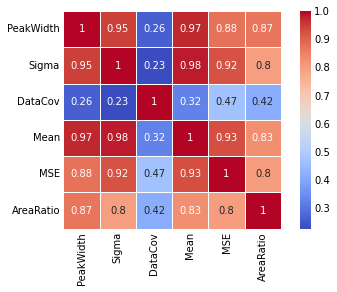 PeakWidth 1 0.95 0.26 0.97 0.88 0.87
Sigma 0.95 1 0.23 0.98 0.92 0.8
DataCov 0.26 0.23 1 0.32 0.47 0.42
Mean 0.97 0.98 0.32 1 0.93 0.83
MSE 0.88 0.92 0.47 0.93 1 0.8
AreaRatio 0.87 0.8 0.42 0.83 0.8 1
PeakWidth Sigma DataCov Mean MSE AreaRatio
1.0
0.9
0.8
0.7
0.6
0.5
0.4
0.3